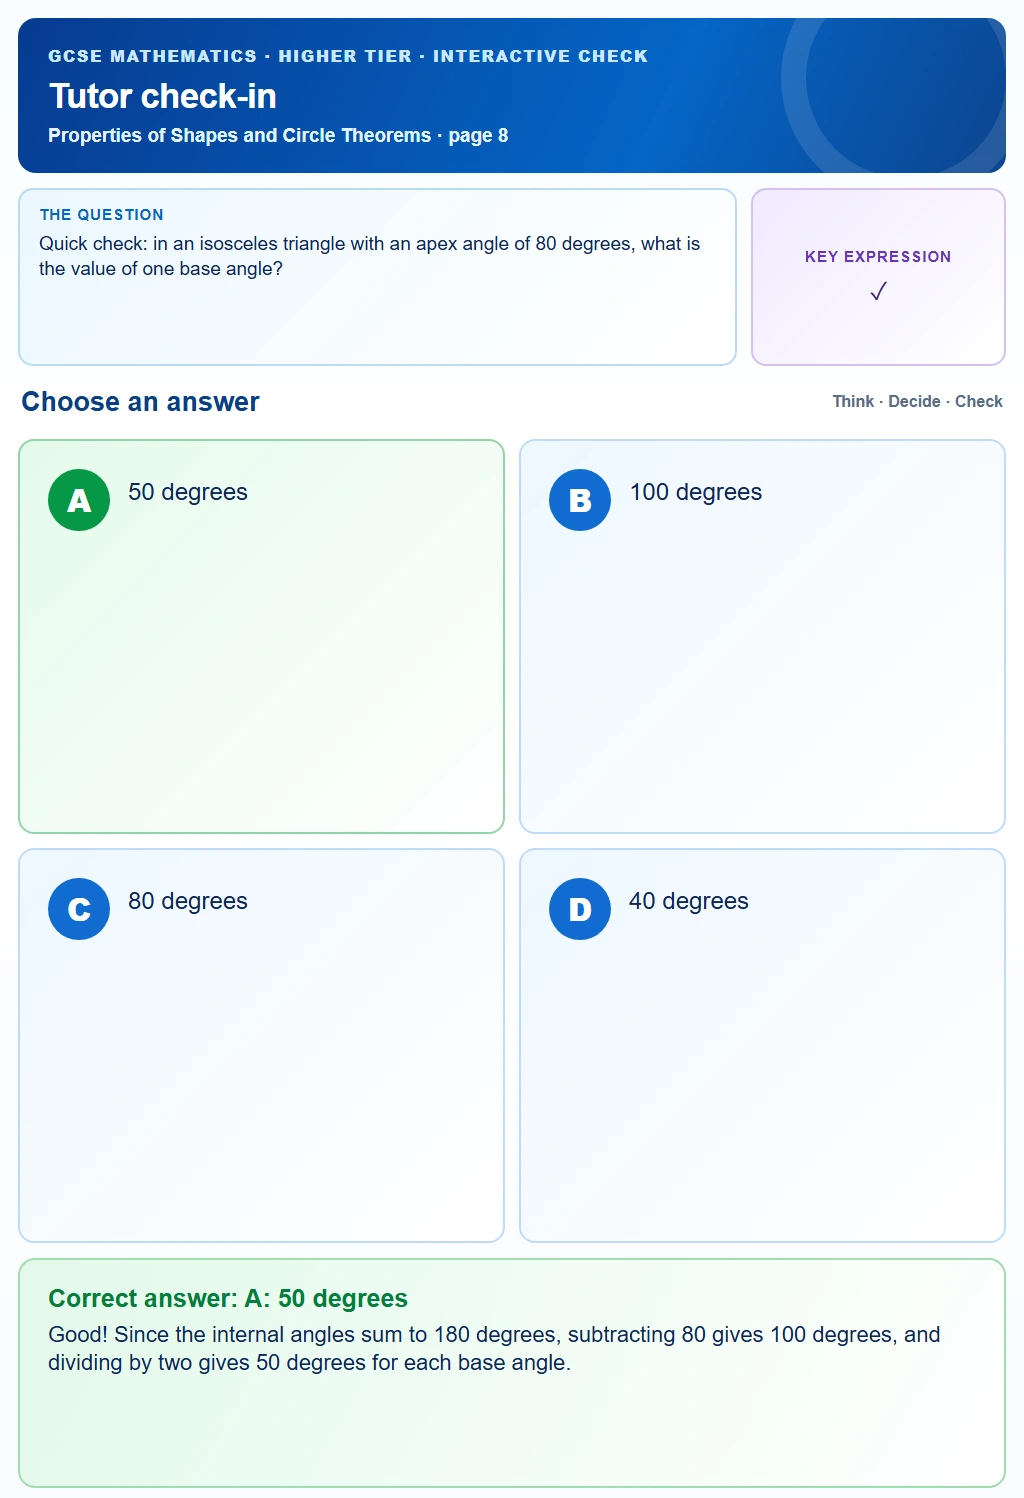 GCSE MATHEMATICS · HIGHER TIER · INTERACTIVE CHECK
Tutor check-in
Properties of Shapes and Circle Theorems · page 8
THE QUESTION
Quick check: in an isosceles triangle with an apex angle of 80 degrees, what is
the value of one base angle?
KEY EXPRESSION
✓
Choose an answer
Think · Decide · Check
A
50 degrees
B
100 degrees
C
80 degrees
D
40 degrees
Correct answer: A: 50 degrees
Good! Since the internal angles sum to 180 degrees, subtracting 80 gives 100 degrees, and
dividing by two gives 50 degrees for each base angle.